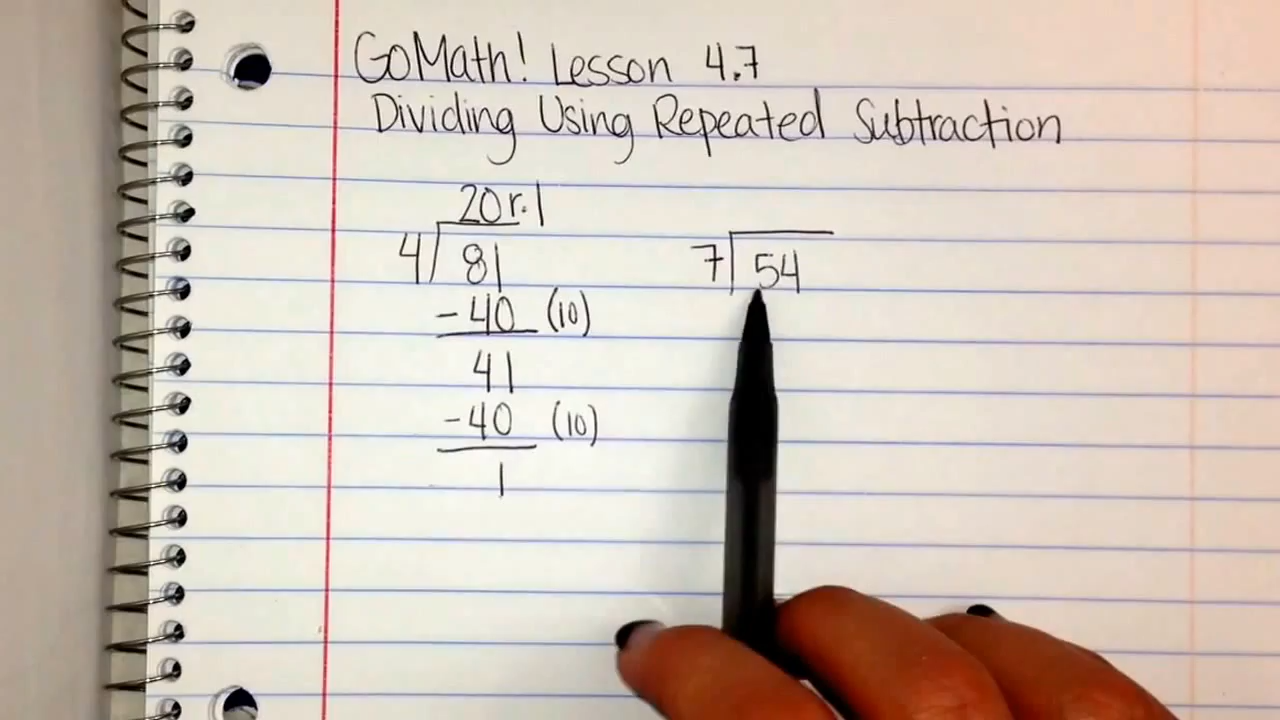 GoMath! Lesson 4.7
Dividing Using Repeated Subtraction
20 r.1
4 81
-40 (10)
41
-40 (10)
1
7 54